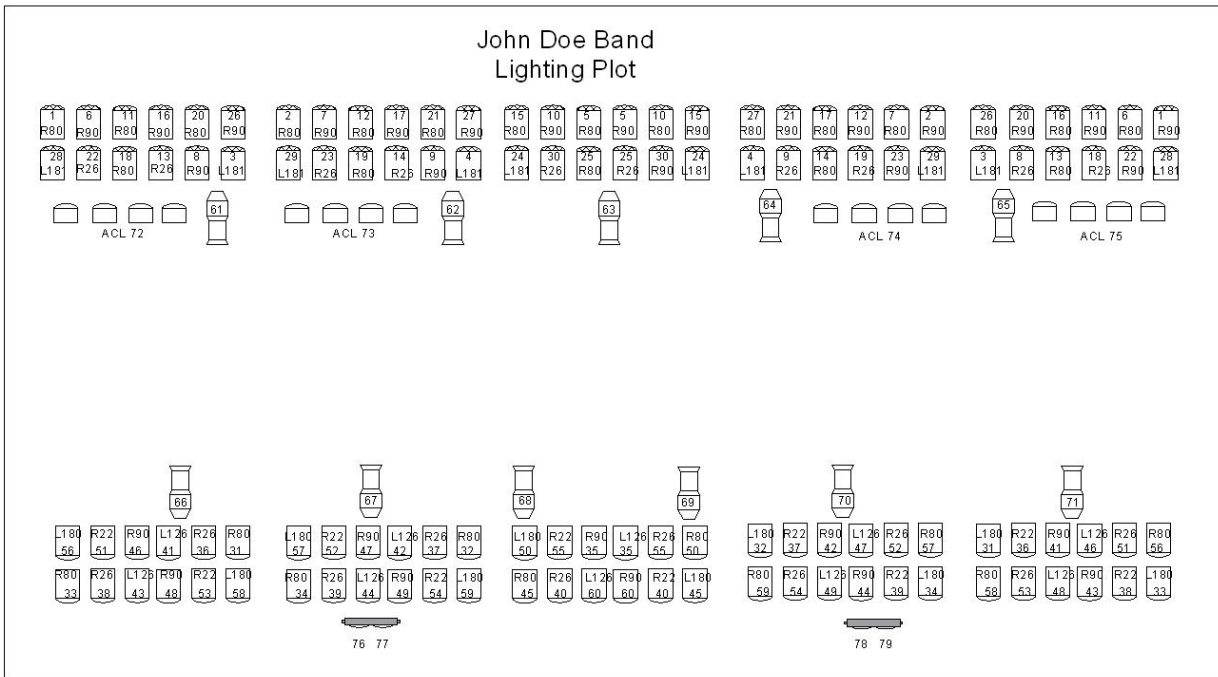 John Doe Band
Lighting Plot
1 6 11 16 20 26 2 7 12 17 21 27 15 10 5 5 10 15 27 21 17 12 7 2 26 20 16 11 6 1
R80 R90 R80 R90 R80 R90 R80 R90 R80 R90 R80 R90 R80 R90 R80 R90 R80 R90 R80 R90 R80 R90 R80 R90 R80 R90 R80 R90 R80 R90
28 22 18 13 8 3 29 23 19 14 9 4 24 30 25 25 30 24 4 9 14 19 23 29 3 8 13 18 22 28
L181 R26 R80 R26 R90 L181 L181 R26 R80 R26 R90 L181 L181 R26 R80 R26 R90 L181 L181 R26 R80 R26 R90 L181 L181 R26 R80 R26 R90 L181
61 62 63 64 65
ACL 72 ACL 73 ACL 74 ACL 75
66 67 68 69 70 71
L180 R22 R90 L126 R26 R80 L180 R22 R90 L126 R26 R80 L180 R22 R90 L126 R26 R80 L180 R22 R90 L126 R26 R80 L180 R22 R90 L126 R26 R80
56 51 46 41 36 31 57 52 47 42 37 32 50 55 35 35 55 50 32 37 42 47 52 57 31 36 41 46 51 56
R80 R26 L126 R90 R22 L180 R80 R26 L126 R90 R22 L180 R80 R26 L126 R90 R22 L180 R80 R26 L126 R90 R22 L180 R80 R26 L126 R90 R22 L180
33 38 43 48 53 58 34 39 44 49 54 59 45 40 60 60 40 45 59 54 49 44 39 34 58 53 48 43 38 33
76 77 78 79